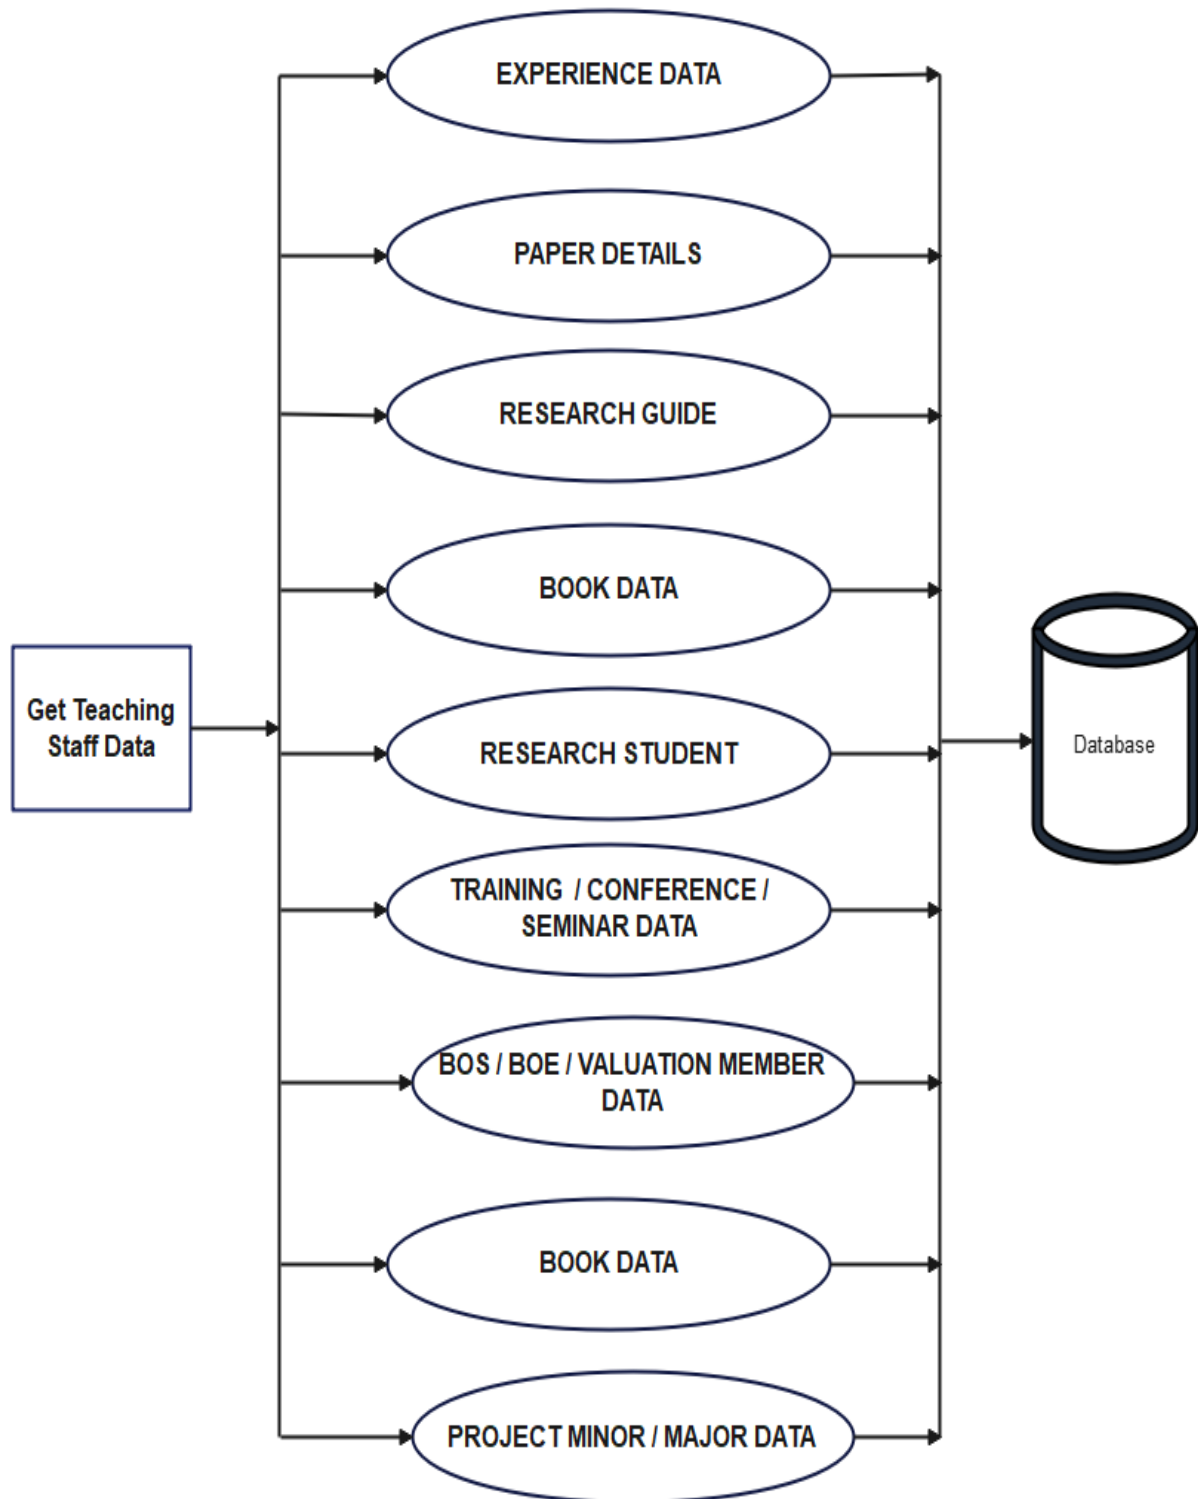 EXPERIENCE DATA
PAPER DETAILS
RESEARCH GUIDE
BOOK DATA
Get Teaching
Staff Data
RESEARCH STUDENT
Database
TRAINING / CONFERENCE /
SEMINAR DATA
BOS / BOE / VALUATION MEMBER
DATA
BOOK DATA
PROJECT MINOR / MAJOR DATA